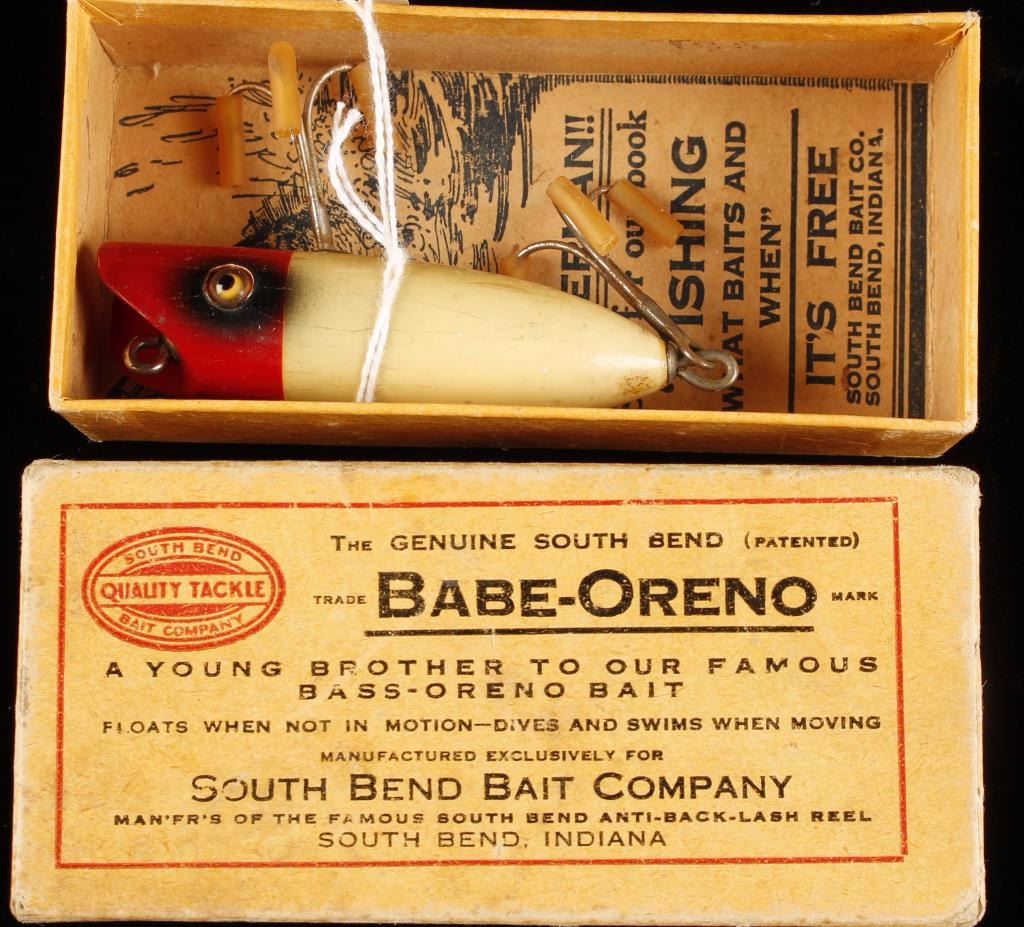 IT'S FREE
SOUTH BEND BAIT CO.
SOUTH BEND, INDIANA.
WHAT BAITS AND
WHEN"
book
SOUTH BEND
QUALITY TACKLE
BAIT COMPANY
THE GENUINE SOUTH BEND (PATENTED)
TRADE BABE-ORENO MARK
A YOUNG BROTHER TO OUR FAMOUS
BASS-ORENO BAIT
FLOATS WHEN NOT IN MOTION—DIVES AND SWIMS WHEN MOVING
MANUFACTURED EXCLUSIVELY FOR
SOUTH BEND BAIT COMPANY
MAN'FR'S OF THE FAMOUS SOUTH BEND ANTI-BACK-LASH REEL
SOUTH BEND, INDIANA